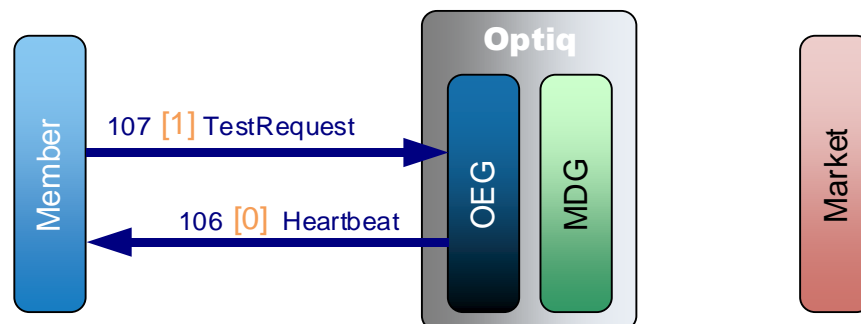 Optiq
Member
107 [1] TestRequest
106 [0] Heartbeat
OEG
MDG
Market